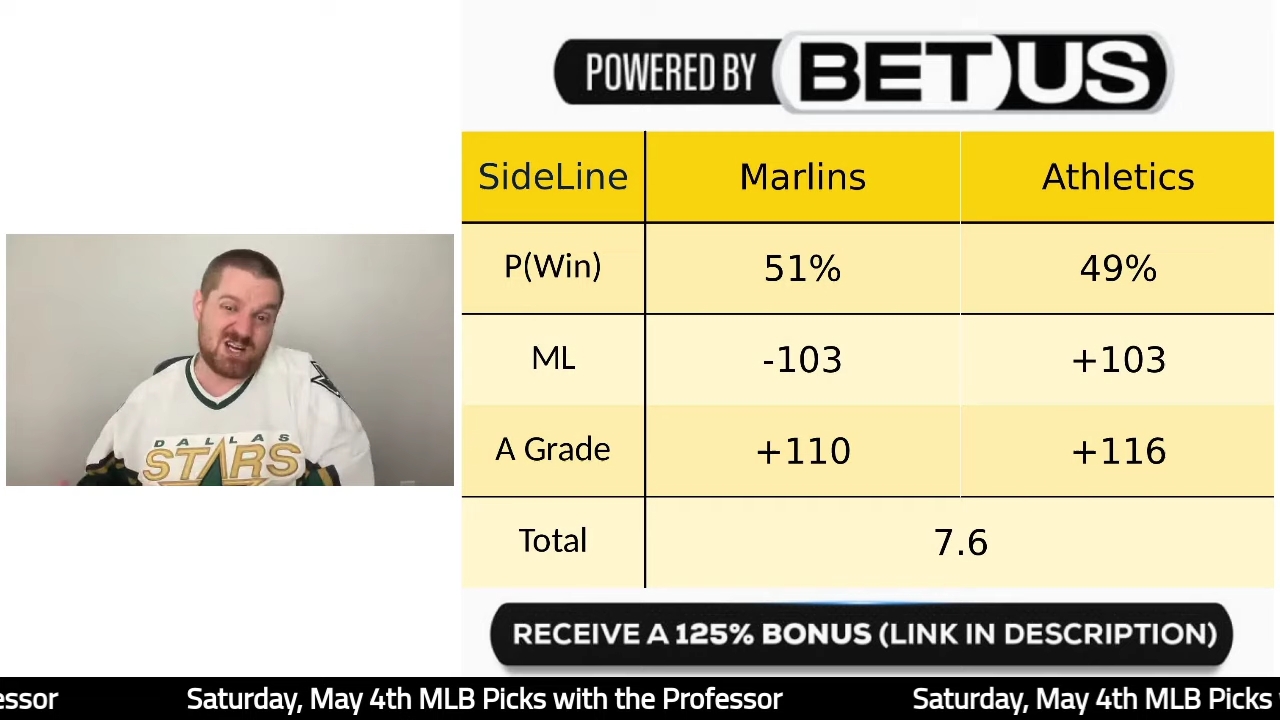 POWERED BY BETUS
SideLine Marlins Athletics
P(Win) 51% 49%
ML -103 +103
A Grade +110 +116
Total 7.6
DALLAS
STARS
RECEIVE A 125% BONUS (LINK IN DESCRIPTION)
essor Saturday, May 4th MLB Picks with the Professor Saturday, May 4th MLB Picks